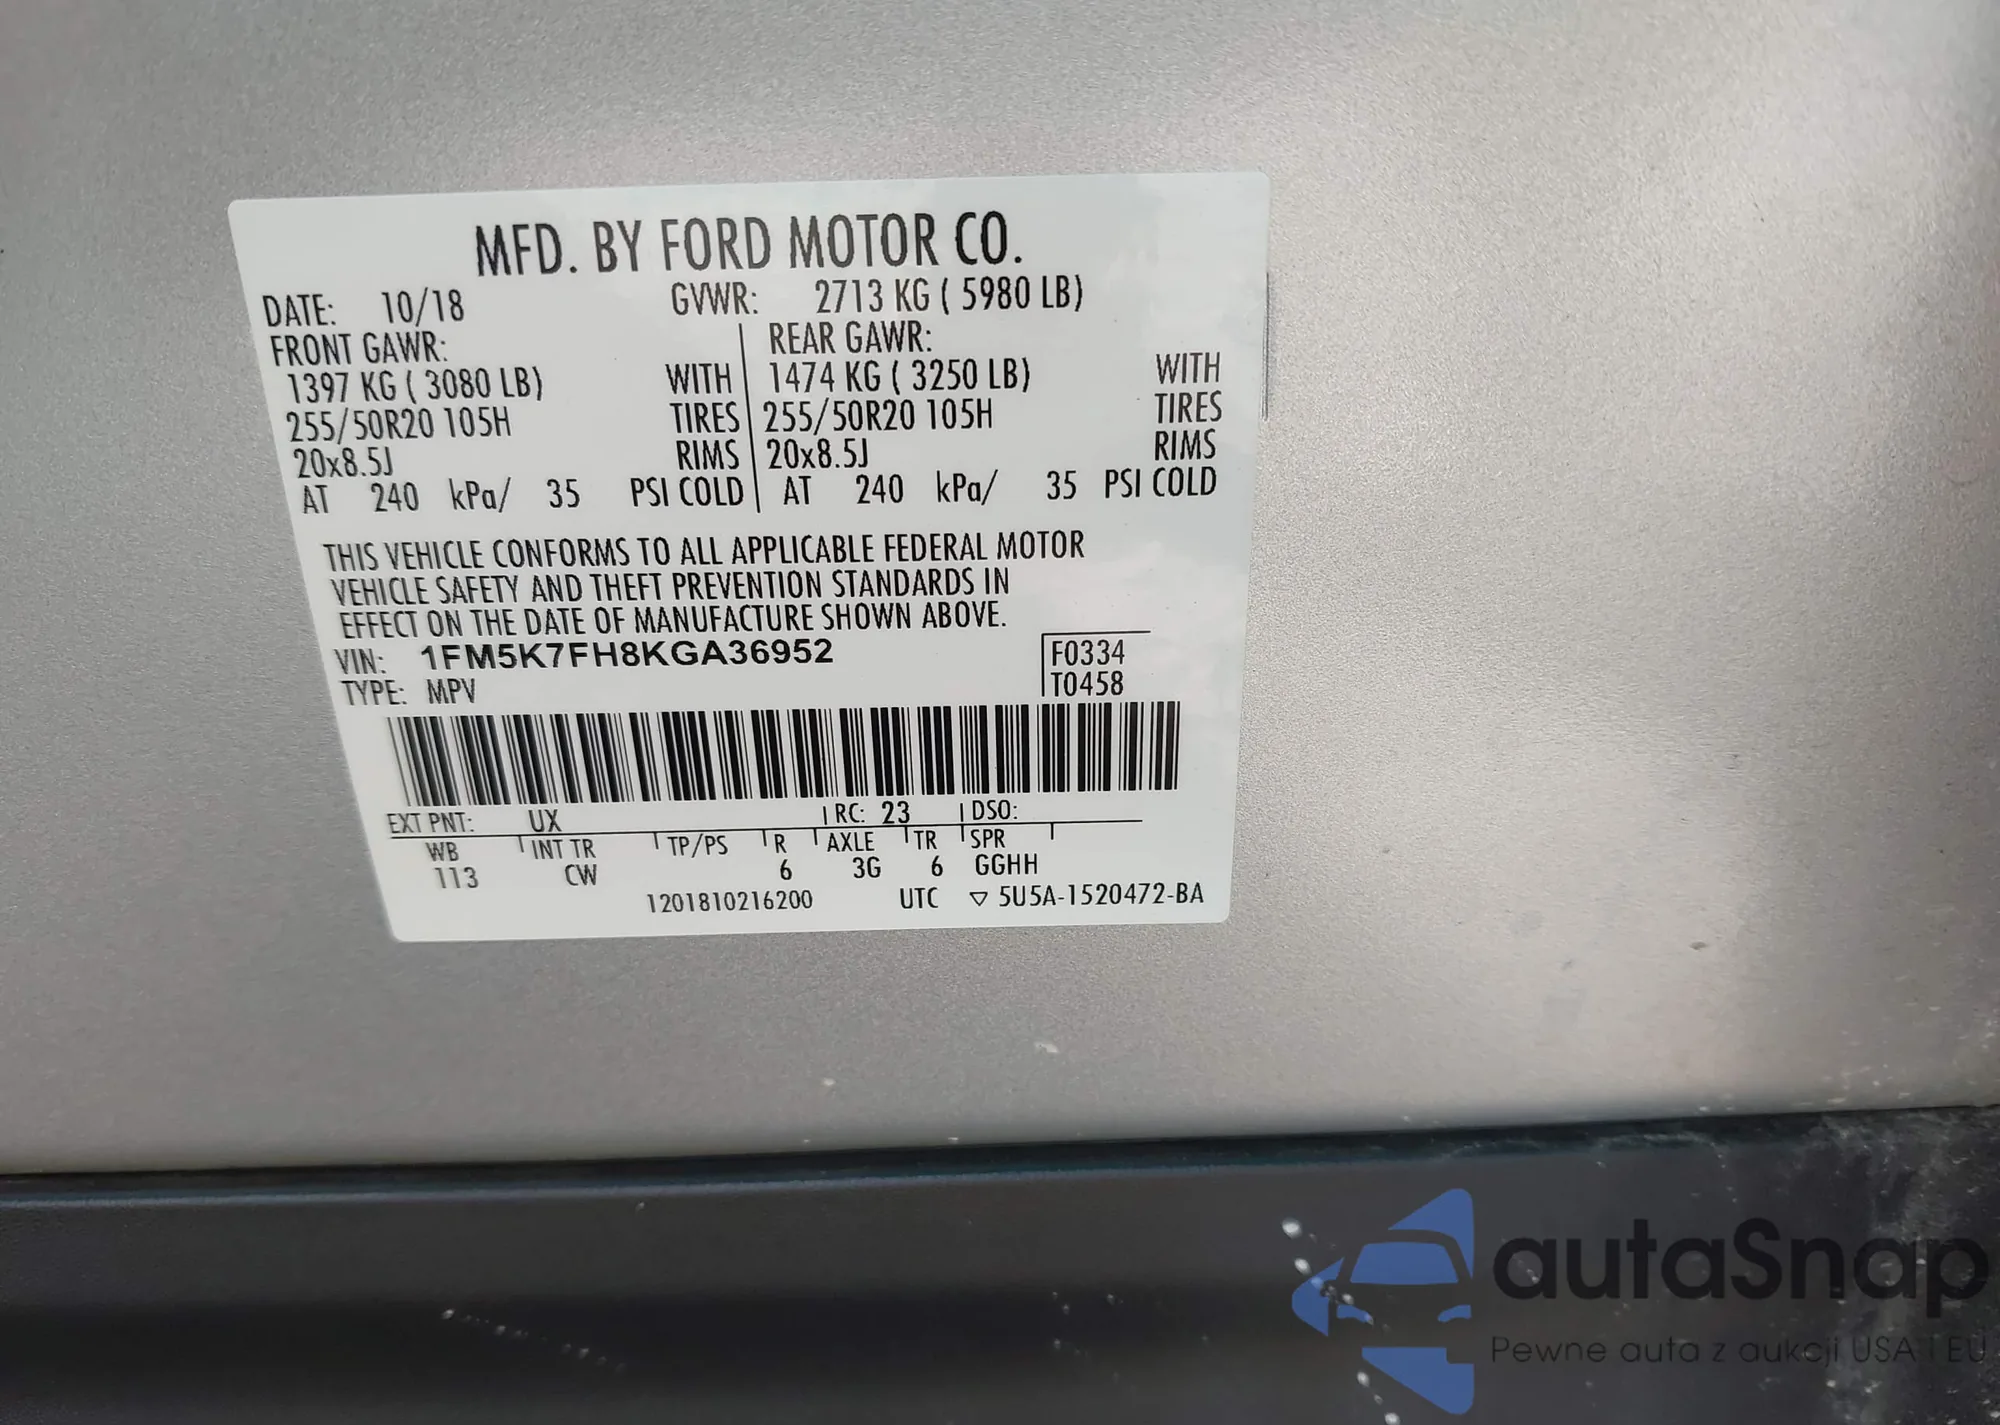 MFD. BY FORD MOTOR CO.
DATE: 10/18 GVWR: 2713 KG ( 5980 LB)
FRONT GAWR: REAR GAWR:
1397 KG ( 3080 LB) WITH 1474 KG ( 3250 LB) WITH
255/50R20 105H TIRES 255/50R20 105H TIRES
20x8.5J RIMS 20x8.5J RIMS
AT 240 kPa/ 35 PSI COLD AT 240 kPa/ 35 PSI COLD
THIS VEHICLE CONFORMS TO ALL APPLICABLE FEDERAL MOTOR
VEHICLE SAFETY AND THEFT PREVENTION STANDARDS IN
EFFECT ON THE DATE OF MANUFACTURE SHOWN ABOVE.
VIN: 1FM5K7FH8KGA36952 F0334
TYPE: MPV T0458
EXT PNT: UX RC: 23 DSO:
WB INT TR TP/PS R AXLE TR SPR
113 CW 6 3G 6 GGHH
1201810216200 UTC ▽ 5U5A-1520472-BA
autaSnap
Pewne auta z aukcji USA i EU